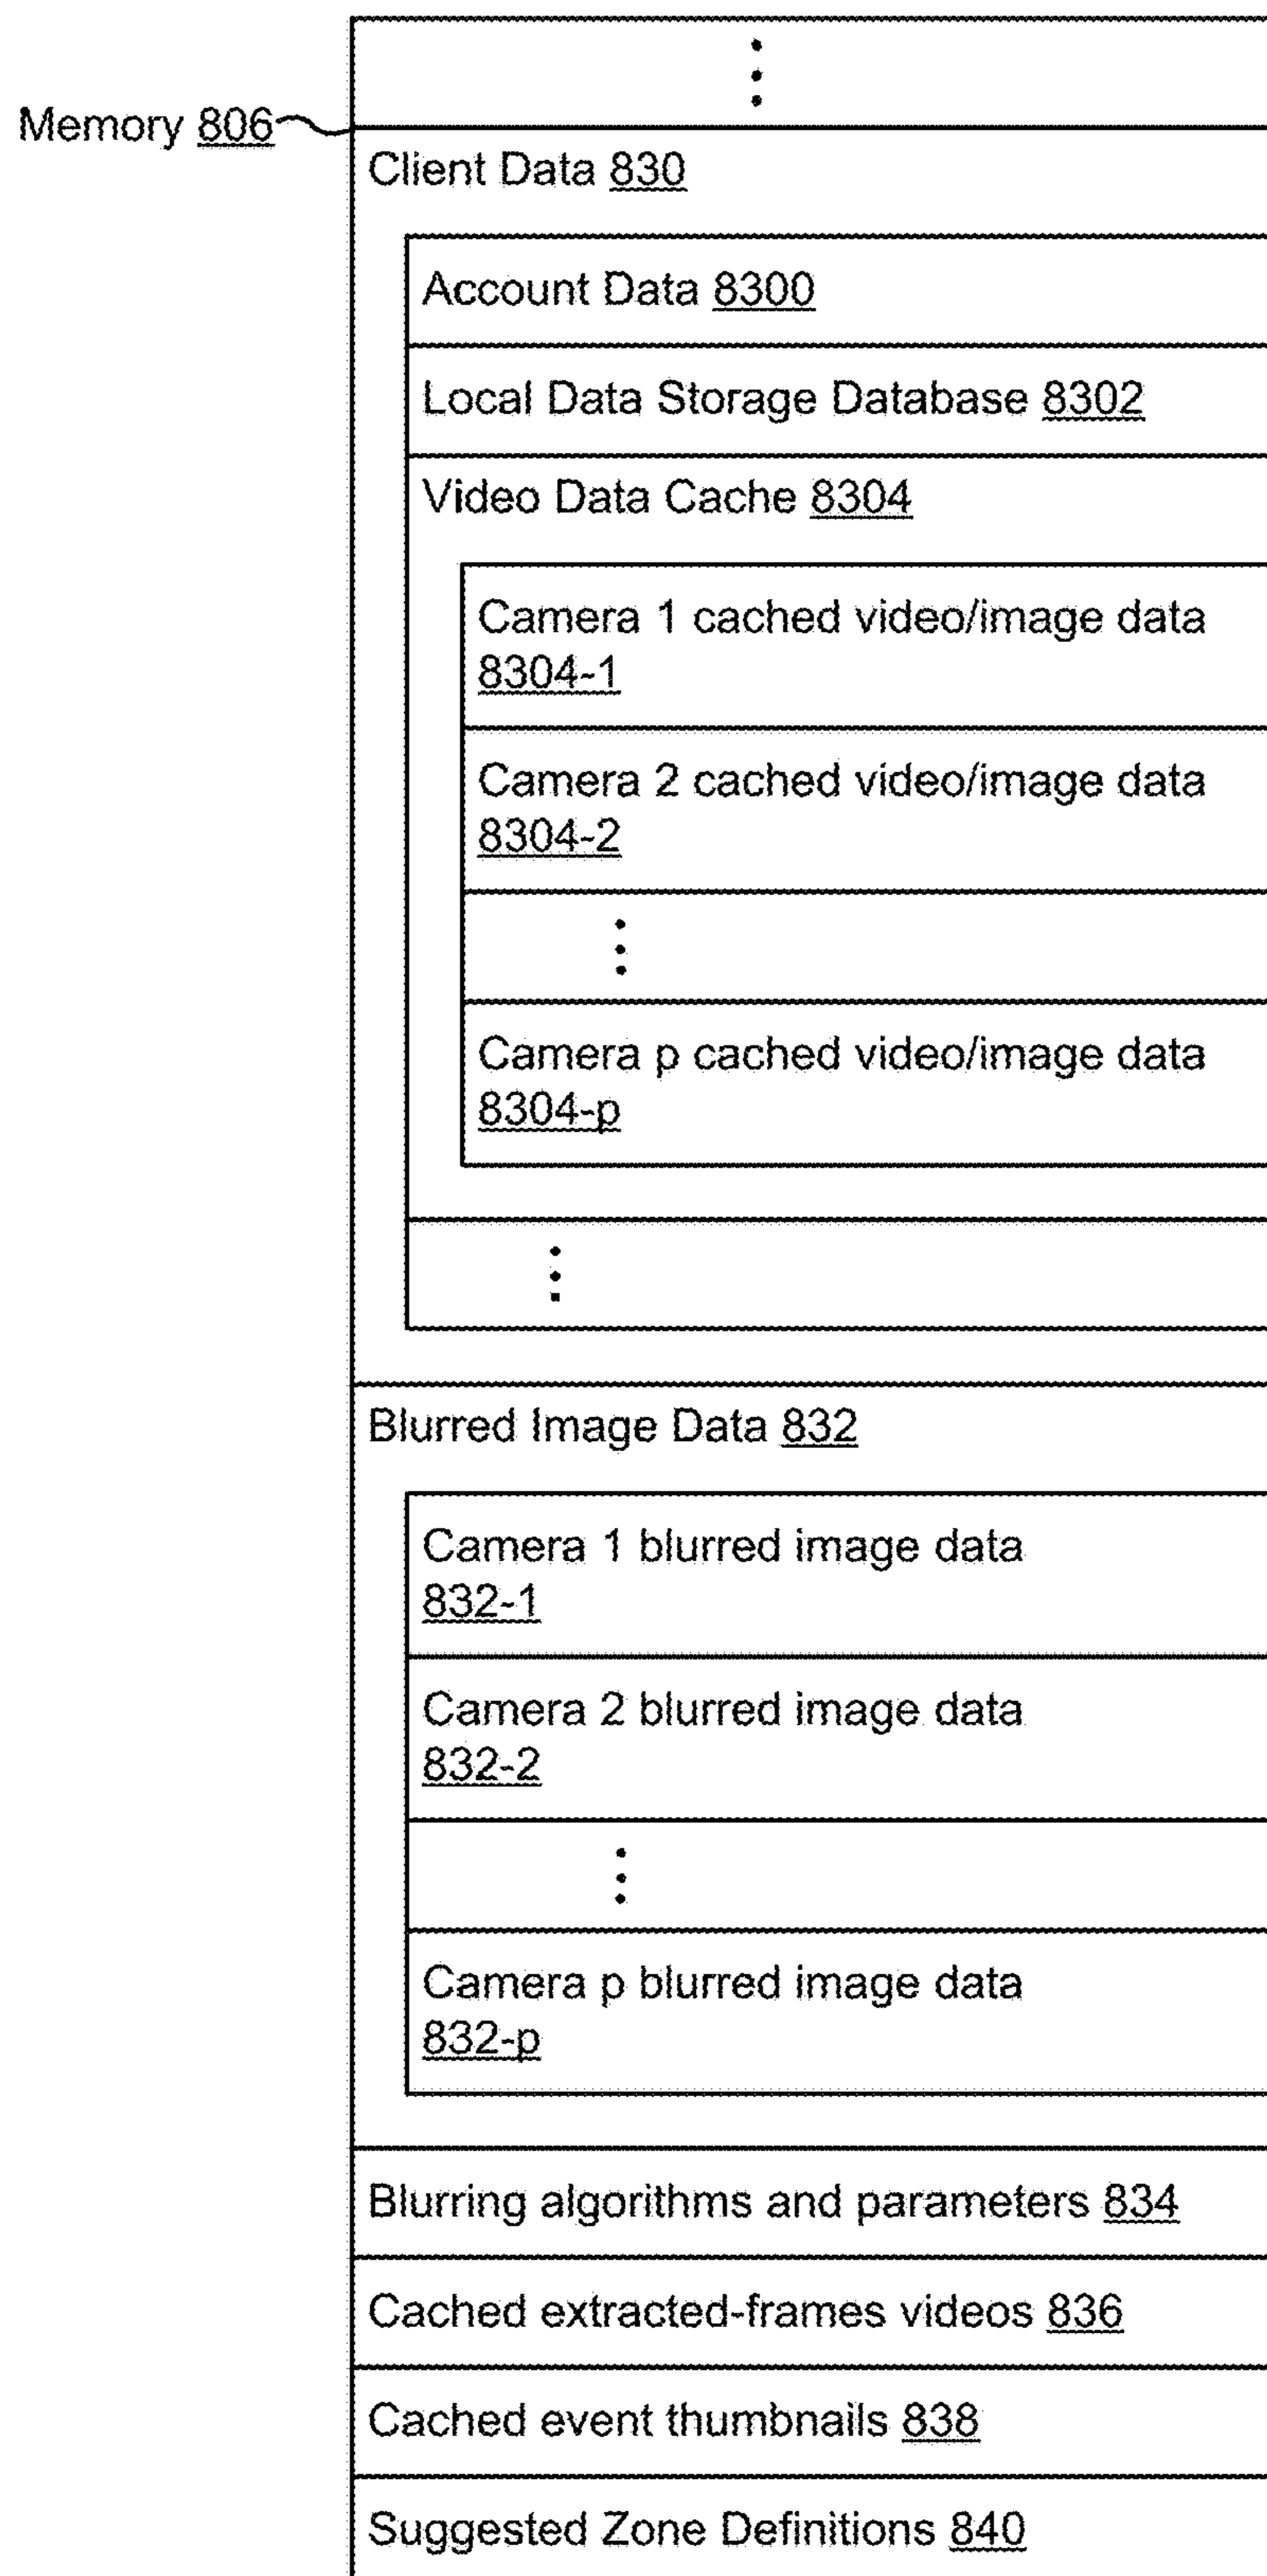 Memory 806
Client Data 830
Account Data 8300
Local Data Storage Database 8302
Video Data Cache 8304
Camera 1 cached video/image data
8304-1
Camera 2 cached video/image data
8304-2
Camera p cached video/image data
8304-p
Blurred Image Data 832
Camera 1 blurred image data
832-1
Camera 2 blurred image data
832-2
Camera p blurred image data
832-p
Blurring algorithms and parameters 834
Cached extracted-frames videos 836
Cached event thumbnails 838
Suggested Zone Definitions 840